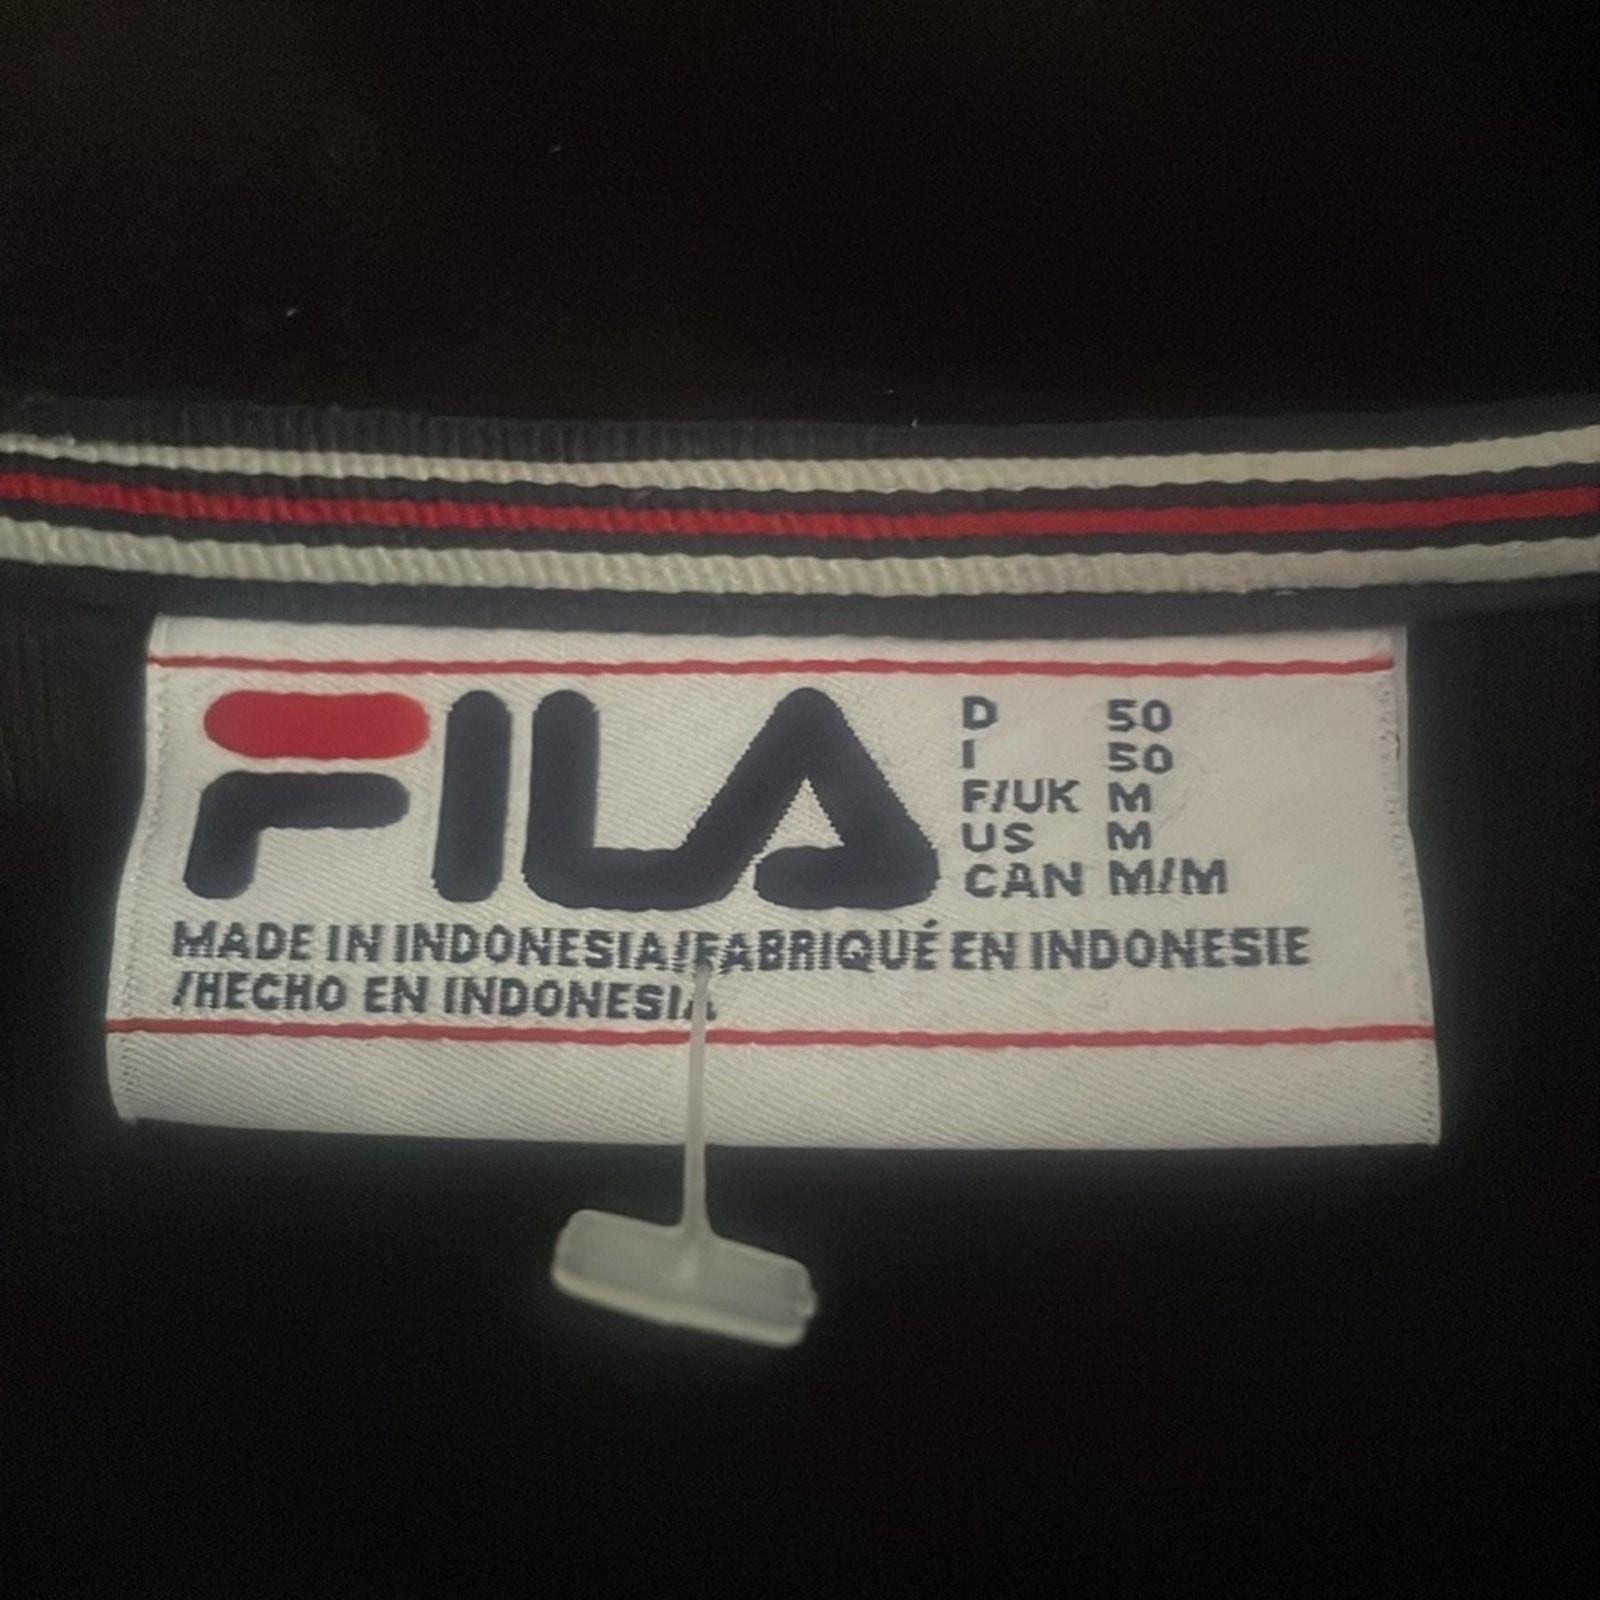 FILA
D 50
I 50
F/UK M
US M
CAN M/M
MADE IN INDONESIA/FABRIQUÉ EN INDONESIE
/HECHO EN INDONESIA